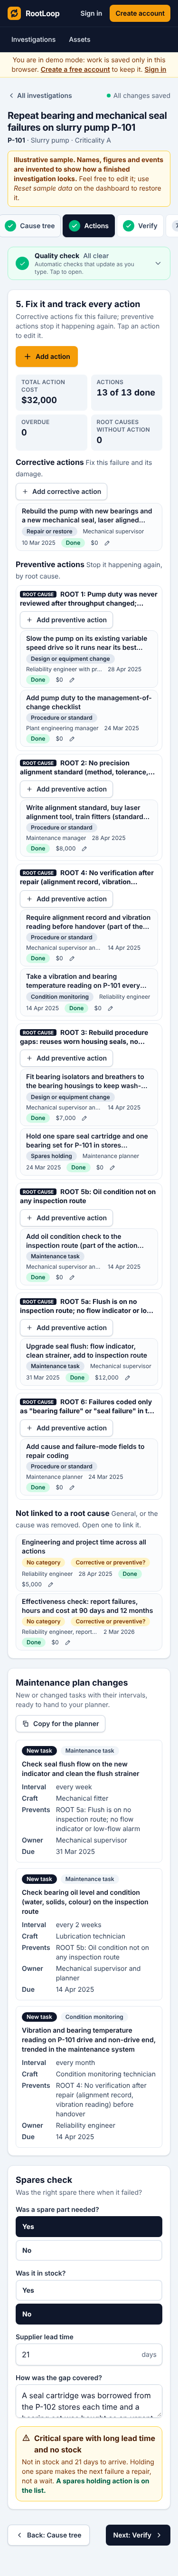 RootLoop
Sign in
Create account
Investigations
Assets
You are in demo mode: work is saved only in this
browser. Create a free account to keep it. Sign in
All investigations
All changes saved
Repeat bearing and mechanical seal
failures on slurry pump P-101
P-101 · Slurry pump · Criticality A
Illustrative sample. Names, figures and events
are invented to show how a finished
investigation looks. Feel free to edit it; use
Reset sample data on the dashboard to restore
it.
Cause tree
Actions
Verify
Quality check All clear
Automatic checks that update as you
type. Tap to open.
5. Fix it and track every action
Corrective actions fix this failure; preventive
actions stop it happening again. Tap an action
to edit it.
Add action
TOTAL ACTION
COST
$32,000
ACTIONS
13 of 13 done
OVERDUE
0
ROOT CAUSES
WITHOUT ACTION
0
Corrective actions Fix this failure and its
damage.
Add corrective action
Rebuild the pump with new bearings and
a new mechanical seal, laser aligned…
Repair or restore Mechanical supervisor
10 Mar 2025 Done $0
Preventive actions Stop it happening again,
by root cause.
ROOT CAUSE ROOT 1: Pump duty was never
reviewed after throughput changed;…
Add preventive action
Slow the pump on its existing variable
speed drive so it runs near its best…
Design or equipment change
Reliability engineer with pr… 28 Apr 2025
Done $0
Add pump duty to the management-of-
change checklist
Procedure or standard
Plant engineering manager 24 Mar 2025
Done $0
ROOT CAUSE ROOT 2: No precision
alignment standard (method, tolerance,…
Add preventive action
Write alignment standard, buy laser
alignment tool, train fitters (standard…
Procedure or standard
Maintenance manager 28 Apr 2025
Done $8,000
ROOT CAUSE ROOT 4: No verification after
repair (alignment record, vibration…
Add preventive action
Require alignment record and vibration
reading before handover (part of the…
Procedure or standard
Mechanical supervisor an… 14 Apr 2025
Done $0
Take a vibration and bearing
temperature reading on P-101 every…
Condition monitoring Reliability engineer
14 Apr 2025 Done $0
ROOT CAUSE ROOT 3: Rebuild procedure
gaps: reuses worn housing seals, no…
Add preventive action
Fit bearing isolators and breathers to
the bearing housings to keep wash-…
Design or equipment change
Mechanical supervisor an… 14 Apr 2025
Done $7,000
Hold one spare seal cartridge and one
bearing set for P-101 in stores…
Spares holding Maintenance planner
24 Mar 2025 Done $0
ROOT CAUSE ROOT 5b: Oil condition not on
any inspection route
Add preventive action
Add oil condition check to the
inspection route (part of the action…
Maintenance task
Mechanical supervisor an… 14 Apr 2025
Done $0
ROOT CAUSE ROOT 5a: Flush is on no
inspection route; no flow indicator or lo…
Add preventive action
Upgrade seal flush: flow indicator,
clean strainer, add to inspection route
Maintenance task Mechanical supervisor
31 Mar 2025 Done $12,000
ROOT CAUSE ROOT 6: Failures coded only
as "bearing failure" or "seal failure" in t…
Add preventive action
Add cause and failure-mode fields to
repair coding
Procedure or standard
Maintenance planner 24 Mar 2025
Done $0
Not linked to a root cause General, or the
cause was removed. Open one to link it.
Engineering and project time across all
actions
No category Corrective or preventive?
Reliability engineer 28 Apr 2025 Done
$5,000
Effectiveness check: report failures,
hours and cost at 90 days and 12 months
No category Corrective or preventive?
Reliability engineer, report… 2 Mar 2026
Done $0
Maintenance plan changes
New or changed tasks with their intervals,
ready to hand to your planner.
Copy for the planner
New task Maintenance task
Check seal flush flow on the new
indicator and clean the flush strainer
Interval every week
Craft Mechanical fitter
Prevents ROOT 5a: Flush is on no
inspection route; no flow
indicator or low-flow alarm
Owner Mechanical supervisor
Due 31 Mar 2025
New task Maintenance task
Check bearing oil level and condition
(water, solids, colour) on the inspection
route
Interval every 2 weeks
Craft Lubrication technician
Prevents ROOT 5b: Oil condition not on
any inspection route
Owner Mechanical supervisor and
planner
Due 14 Apr 2025
New task Condition monitoring
Vibration and bearing temperature
reading on P-101 drive and non-drive end,
trended in the maintenance system
Interval every month
Craft Condition monitoring technician
Prevents ROOT 4: No verification after
repair (alignment record,
vibration reading) before
handover
Owner Reliability engineer
Due 14 Apr 2025
Spares check
Was the right spare there when it failed?
Was a spare part needed?
Yes
No
Was it in stock?
Yes
No
Supplier lead time
21 days
How was the gap covered?
A seal cartridge was borrowed from
the P-102 stores each time and a
Critical spare with long lead time
and no stock
Not in stock and 21 days to arrive. Holding
one spare makes the next failure a repair,
not a wait. A spares holding action is on
the list.
Back: Cause tree
Next: Verify